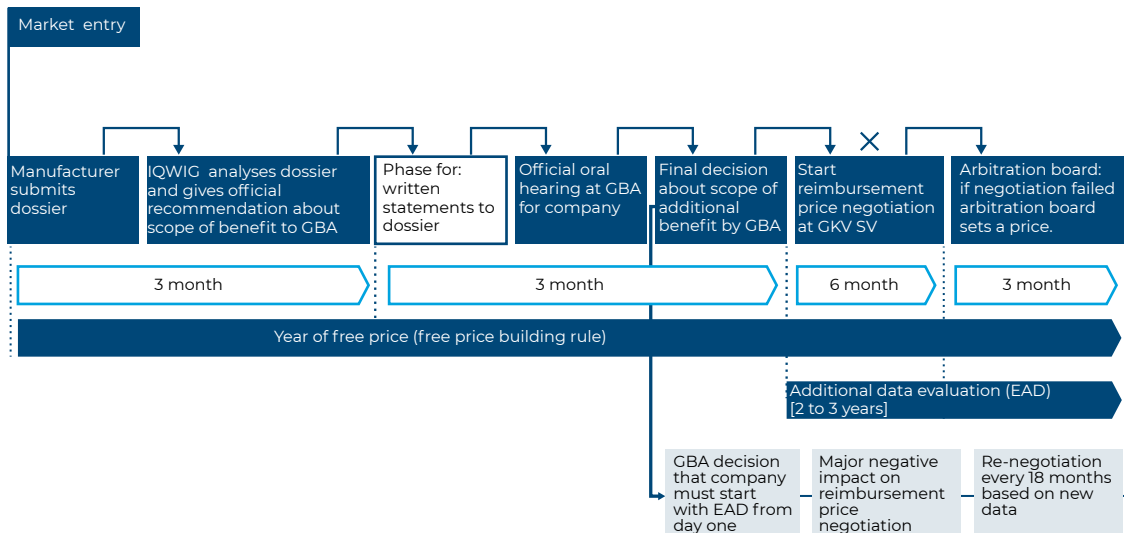 Market entry
Manufacturer
submits
dossier
IQWIG analyses dossier
and gives official
recommendation about
scope of benefit to GBA
Phase for:
written
statements to
dossier
Official oral
hearing at GBA
for company
Final decision
about scope of
additional
benefit by GBA
Start
reimbursement
price negotiation
at GKV SV
Arbitration board:
if negotiation failed
arbitration board
sets a price.
3 month
3 month
6 month
3 month
Year of free price (free price building rule)
Additional data evaluation (EAD)
[2 to 3 years]
GBA decision
that company
must start
with EAD from
day one
Major negative
impact on
reimbursement
price
negotiation
Re-negotiation
every 18 months
based on new
data